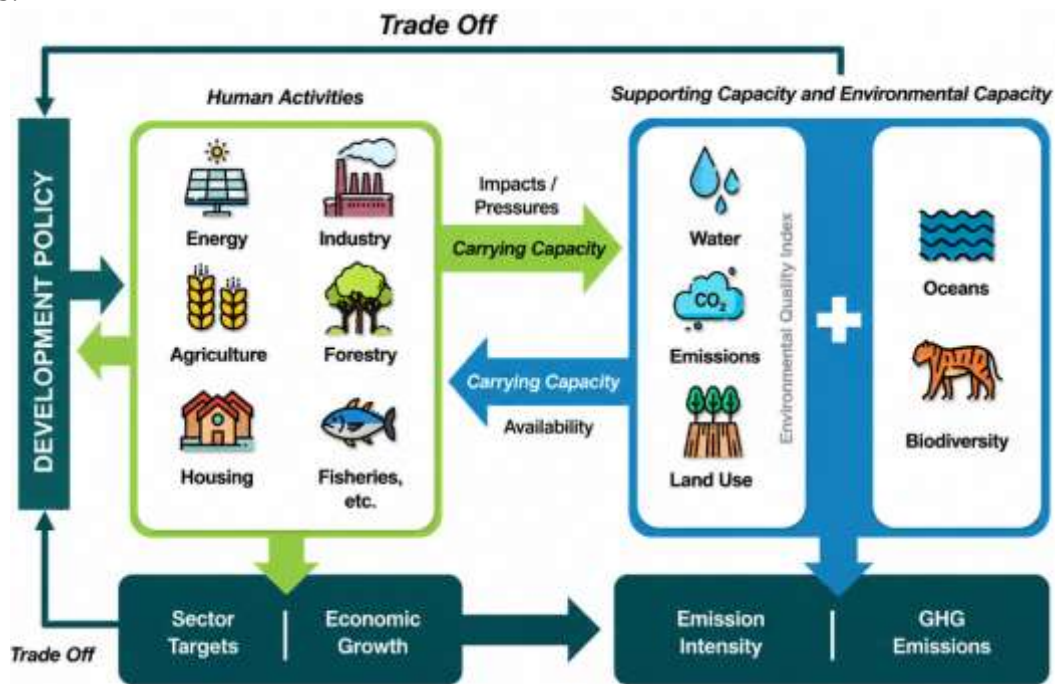 Trade Off
Human Activities
Supporting Capacity and Environmental Capacity
DEVELOPMENT POLICY
Energy
Industry
Agriculture
Forestry
Housing
Fisheries,
etc.
Impacts /
Pressures
Carrying Capacity
Carrying Capacity
Availability
Water
CO₂
Emissions
Land Use
Environmental Quality Index
Oceans
Biodiversity
Sector
Targets
Economic
Growth
Emission
Intensity
GHG
Emissions
Trade Off